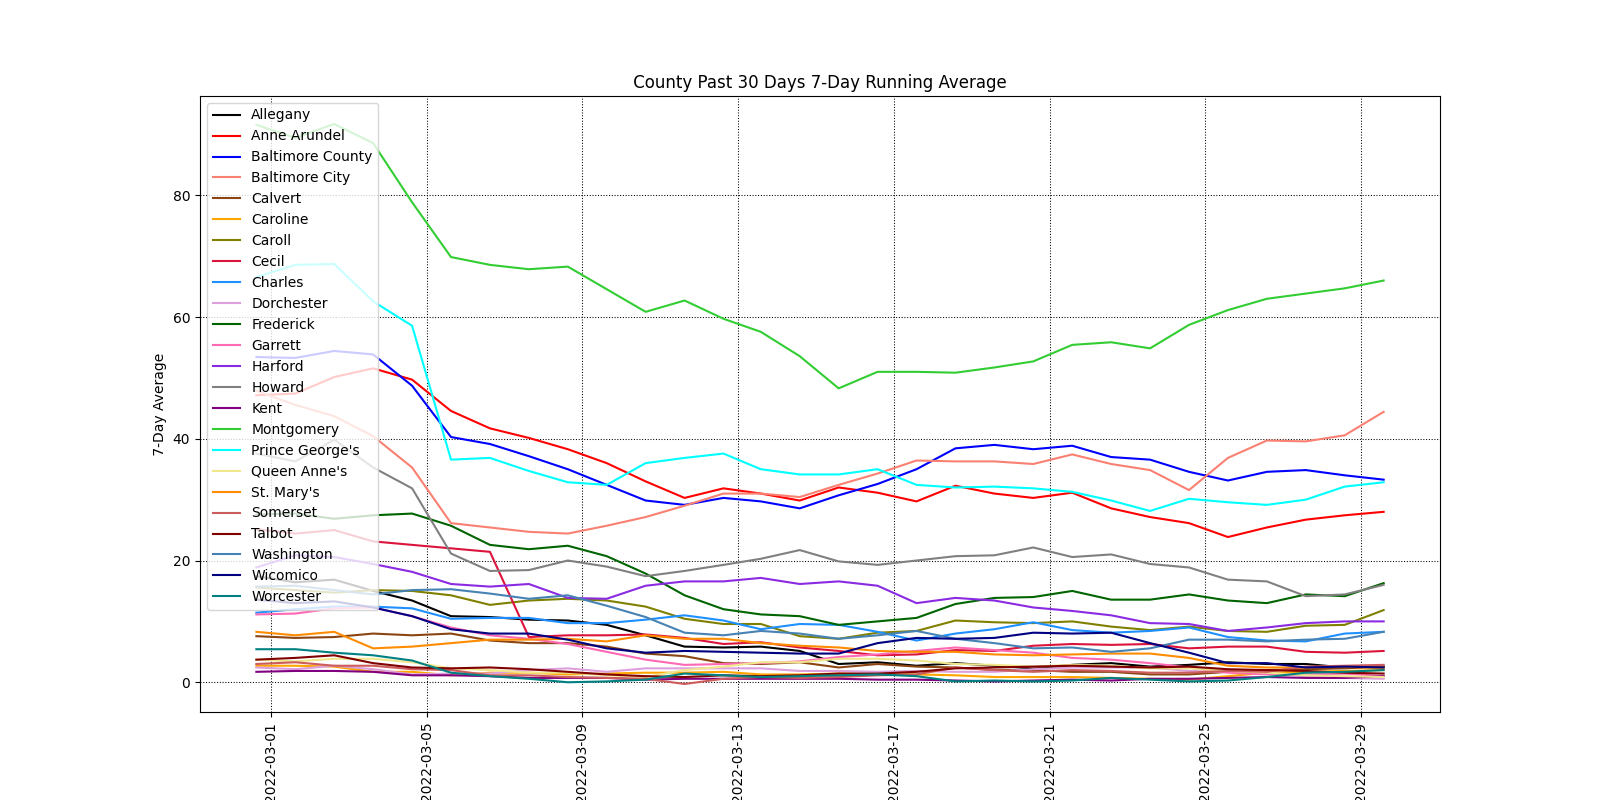 County Past 30 Days 7-Day Running Average
7-Day Average
80
60
40
20
0
Allegany
Anne Arundel
Baltimore County
Baltimore City
Calvert
Caroline
Caroll
Cecil
Charles
Dorchester
Frederick
Garrett
Harford
Howard
Kent
Montgomery
Prince George's
Queen Anne's
St. Mary's
Somerset
Talbot
Washington
Wicomico
Worcester
2022-03-01
2022-03-05
2022-03-09
2022-03-13
2022-03-17
2022-03-21
2022-03-25
2022-03-29